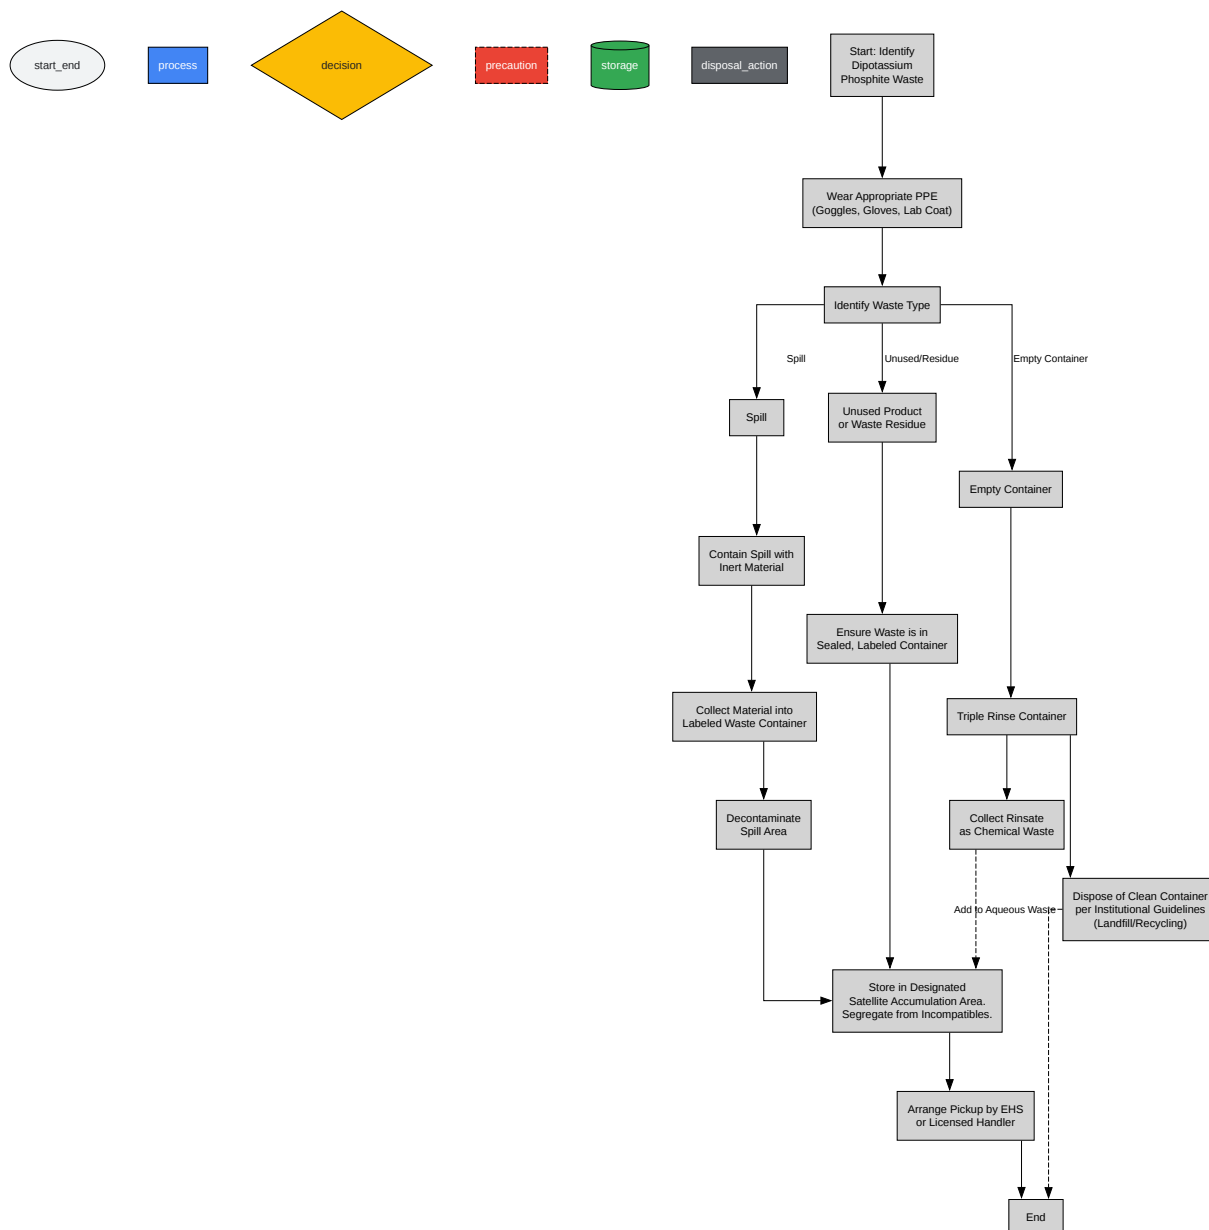 start_end
process
decision
precaution
storage
disposal_action
Start: Identify
Dipotassium
Phosphite Waste
Wear Appropriate PPE
(Goggles, Gloves, Lab Coat)
Identify Waste Type
Spill
Unused/Residue
Empty Container
Spill
Unused Product
or Waste Residue
Empty Container
Contain Spill with
Inert Material
Ensure Waste is in
Sealed, Labeled Container
Collect Material into
Labeled Waste Container
Triple Rinse Container
Decontaminate
Spill Area
Collect Rinsate
as Chemical Waste
Add to Aqueous Waste
Dispose of Clean Container
per Institutional Guidelines
(Landfill/Recycling)
Store in Designated
Satellite Accumulation Area.
Segregate from Incompatibles.
Arrange Pickup by EHS
or Licensed Handler
End